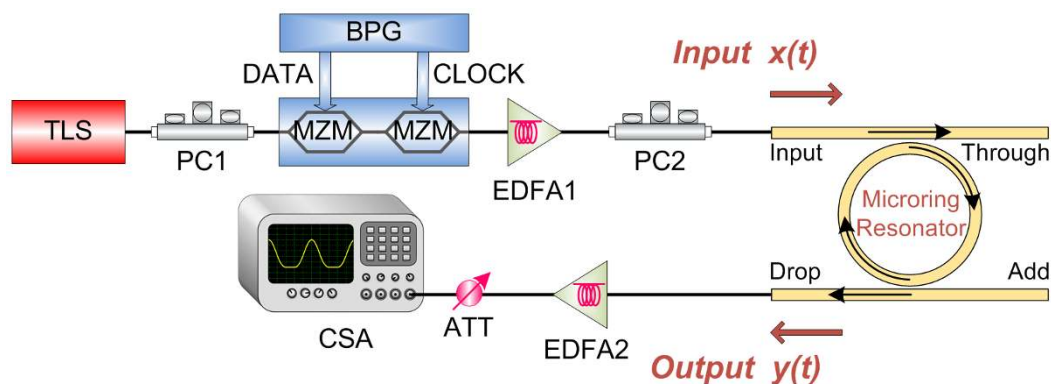 BPG
Input x(t)
DATA
CLOCK
TLS
MZM
MZM
PC1
EDFA1
PC2
Input
Through
Microring
Resonator
Drop
Add
CSA
ATT
EDFA2
Output y(t)